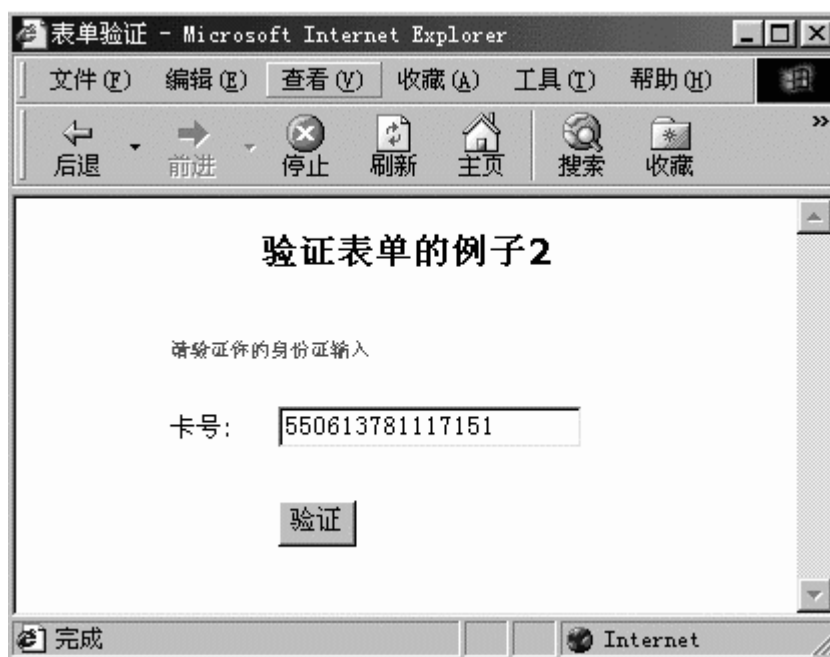 表单验证 - Microsoft Internet Explorer
文件(F) 编辑(E) 查看(V) 收藏(A) 工具(T) 帮助(H)
后退 前进 停止 刷新 主页 搜索 收藏 »
验证表单的例子2
请验证你的身份证输入
卡号: 550613781117151
验证
完成 Internet